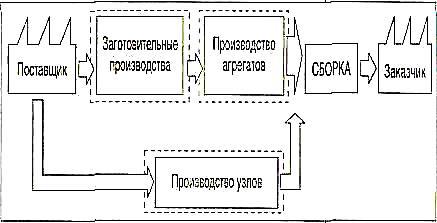 Поставщик
Заготовительные
производства
Производство
агрегатов
СБОРКА
Заказчик
Производство узлов